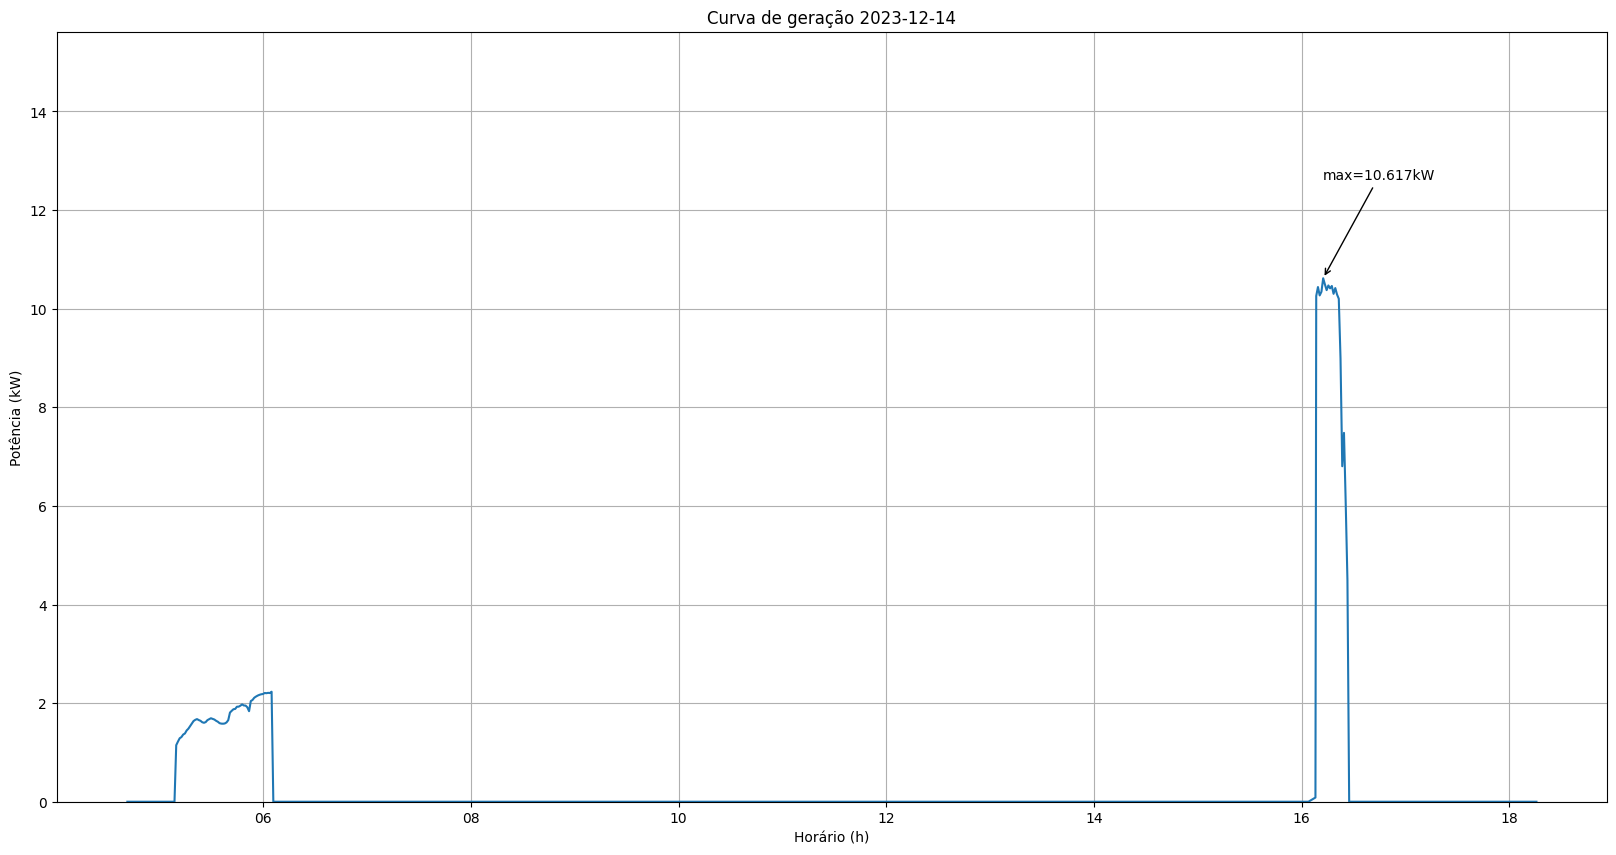 Curva de geração 2023-12-14
14
12
10
8
6
4
2
0
Potência (kW)
max=10.617kW
06 08 10 12 14 16 18
Horário (h)